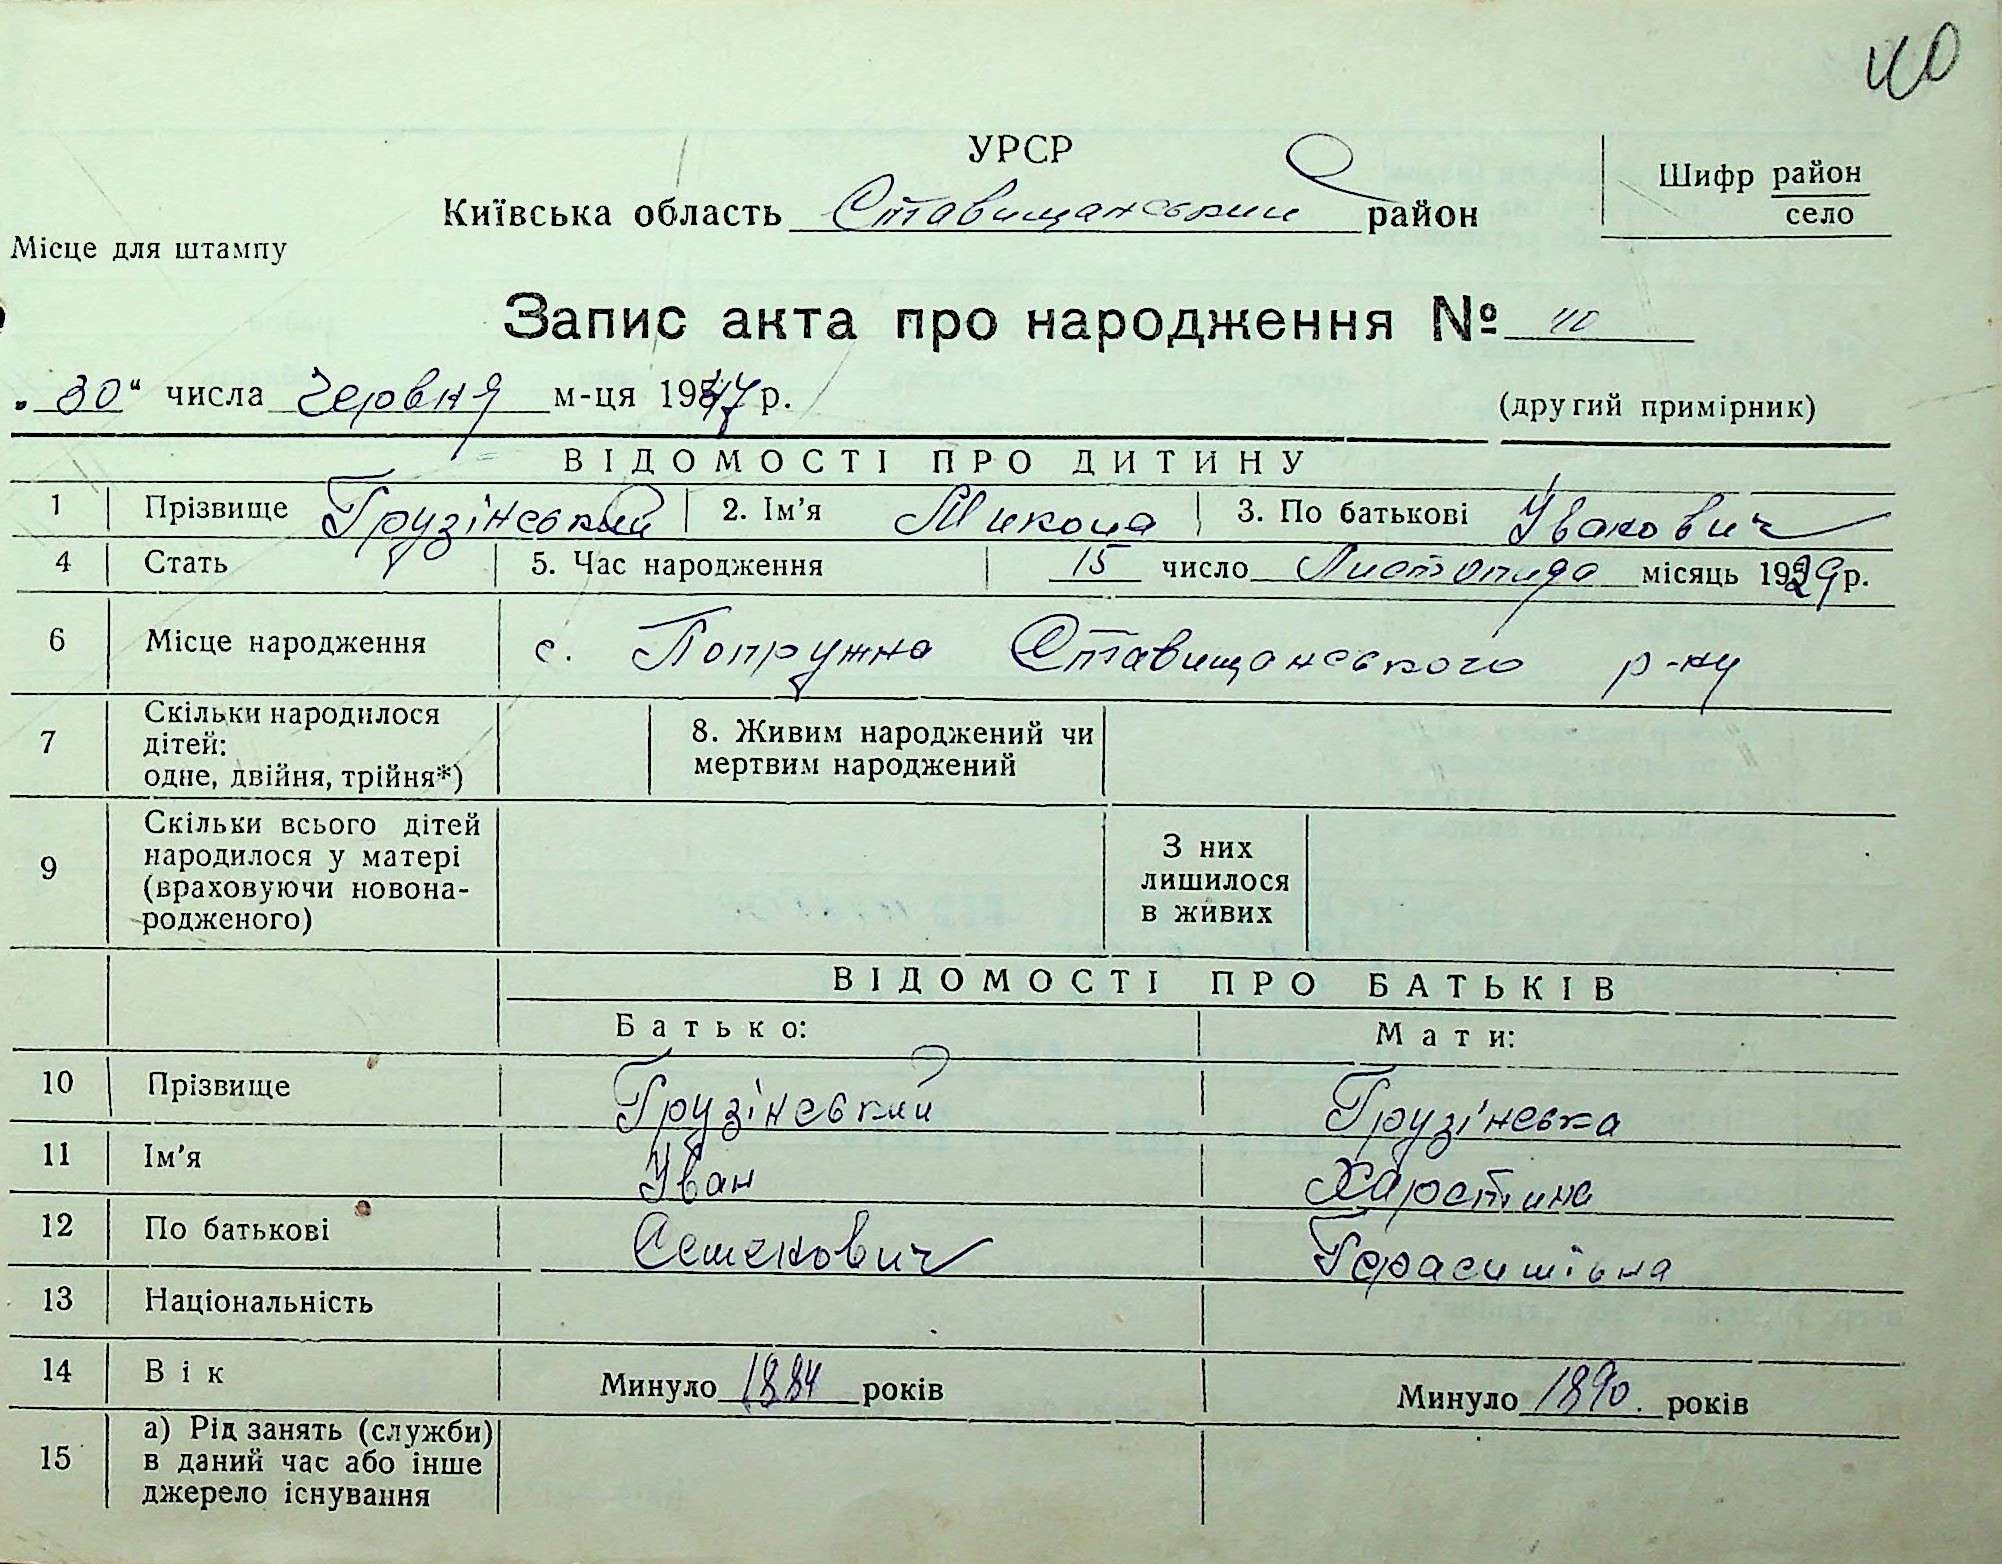 40
УРСР
Київська область Ставищанський район
Шифр район
село
Місце для штампу
Запис акта про народження № 40
„30“ числа Червня м-ця 1947 р.
(другий примірник)
ВІДОМОСТІ ПРО ДИТИНУ
1 Прізвище Грузінський 2. Ім'я Микола 3. По батькові Іванович
4 Стать ч 5. Час народження 15 число Листопада місяць 1929 р.
6 Місце народження с. Попружна Ставищанського р-ну
7 Скільки народилося
дітей:
одне, двійня, трійня*)
8. Живим народжений чи
мертвим народжений
9 Скільки всього дітей
народилося у матері
(враховуючи новона-
родженого)
З них
лишилося
в живих
ВІДОМОСТІ ПРО БАТЬКІВ
Батько: Мати:
10 Прізвище Грузінський Грузінська
11 Ім'я Іван Харстина
12 По батькові Семенович Герасимівна
13 Національність
14 Вік Минуло 1884 років Минуло 1890. років
15 а) Рід занять (служби)
в даний час або інше
джерело існування